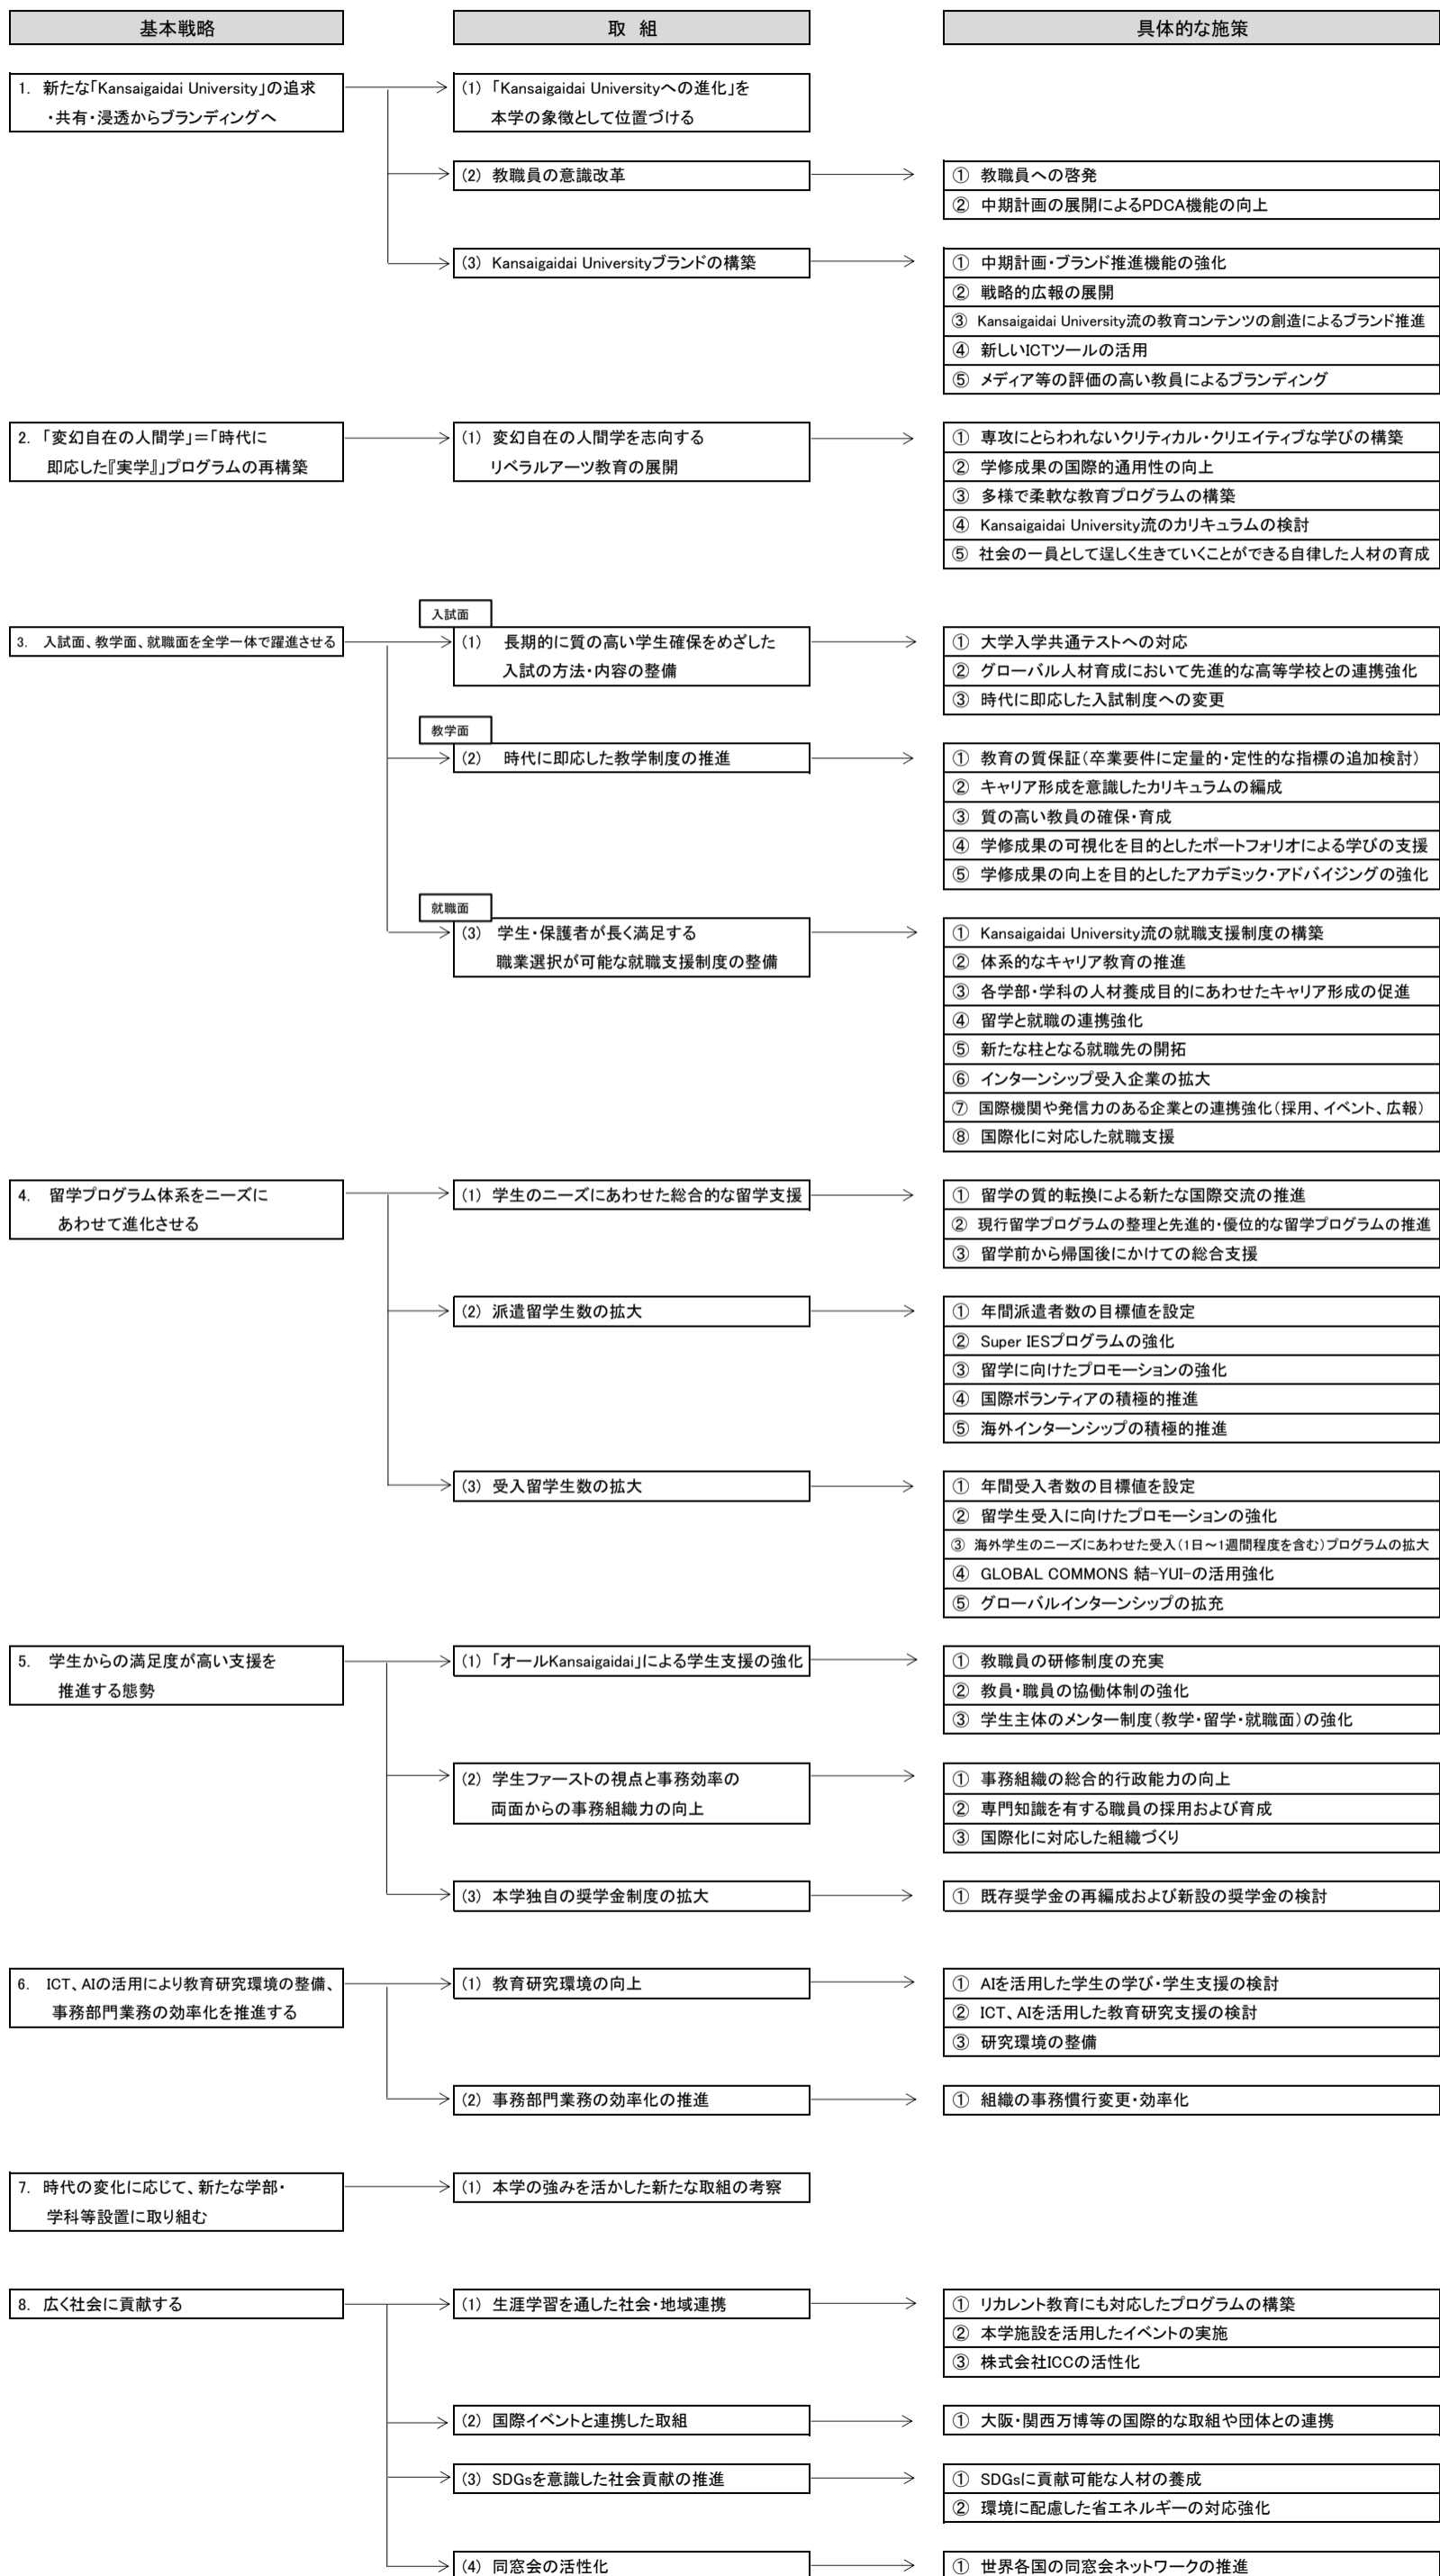 基本戦略
取 組
具体的な施策
1. 新たな「Kansaigaidai University」の追求
・共有・浸透からブランディングへ
(1) 「Kansaigaidai Universityへの進化」を
本学の象徴として位置づける
(2) 教職員の意識改革
① 教職員への啓発
② 中期計画の展開によるPDCA機能の向上
(3) Kansaigaidai Universityブランドの構築
① 中期計画・ブランド推進機能の強化
② 戦略的広報の展開
③ Kansaigaidai University流の教育コンテンツの創造によるブランド推進
④ 新しいICTツールの活用
⑤ メディア等の評価の高い教員によるブランディング
2. 「変幻自在の人間学」＝「時代に
即応した『実学』」プログラムの再構築
(1) 変幻自在の人間学を志向する
リベラルアーツ教育の展開
① 専攻にとらわれないクリティカル・クリエイティブな学びの構築
② 学修成果の国際的通用性の向上
③ 多様で柔軟な教育プログラムの構築
④ Kansaigaidai University流のカリキュラムの検討
⑤ 社会の一員として逞しく生きていくことができる自律した人材の育成
3. 入試面、教学面、就職面を全学一体で躍進させる
入試面
(1) 長期的に質の高い学生確保をめざした
入試の方法・内容の整備
① 大学入学共通テストへの対応
② グローバル人材育成において先進的な高等学校との連携強化
③ 時代に即応した入試制度への変更
教学面
(2) 時代に即応した教学制度の推進
① 教育の質保証（卒業要件に定量的・定性的な指標の追加検討）
② キャリア形成を意識したカリキュラムの編成
③ 質の高い教員の確保・育成
④ 学修成果の可視化を目的としたポートフォリオによる学びの支援
⑤ 学修成果の向上を目的としたアカデミック・アドバイジングの強化
就職面
(3) 学生・保護者が長く満足する
職業選択が可能な就職支援制度の整備
① Kansaigaidai University流の就職支援制度の構築
② 体系的なキャリア教育の推進
③ 各学部・学科の人材養成目的にあわせたキャリア形成の促進
④ 留学と就職の連携強化
⑤ 新たな柱となる就職先の開拓
⑥ インターンシップ受入企業の拡大
⑦ 国際機関や発信力のある企業との連携強化（採用、イベント、広報）
⑧ 国際化に対応した就職支援
4. 留学プログラム体系をニーズに
あわせて進化させる
(1) 学生のニーズにあわせた総合的な留学支援
① 留学の質的転換による新たな国際交流の推進
② 現行留学プログラムの整理と先進的・優位的な留学プログラムの推進
③ 留学前から帰国後にかけての総合支援
(2) 派遣留学生数の拡大
① 年間派遣者数の目標値を設定
② Super IESプログラムの強化
③ 留学に向けたプロモーションの強化
④ 国際ボランティアの積極的推進
⑤ 海外インターンシップの積極的推進
(3) 受入留学生数の拡大
① 年間受入者数の目標値を設定
② 留学生受入に向けたプロモーションの強化
③ 海外学生のニーズにあわせた受入（1日～1週間程度を含む）プログラムの拡大
④ GLOBAL COMMONS 結-YUI-の活用強化
⑤ グローバルインターンシップの拡充
5. 学生からの満足度が高い支援を
推進する態勢
(1) 「オールKansaigaidai」による学生支援の強化
① 教職員の研修制度の充実
② 教員・職員の協働体制の強化
③ 学生主体のメンター制度（教学・留学・就職面）の強化
(2) 学生ファーストの視点と事務効率の
両面からの事務組織力の向上
① 事務組織の総合的行政能力の向上
② 専門知識を有する職員の採用および育成
③ 国際化に対応した組織づくり
(3) 本学独自の奨学金制度の拡大
① 既存奨学金の再編成および新設の奨学金の検討
6. ICT、AIの活用により教育研究環境の整備、
事務部門業務の効率化を推進する
(1) 教育研究環境の向上
① AIを活用した学生の学び・学生支援の検討
② ICT、AIを活用した教育研究支援の検討
③ 研究環境の整備
(2) 事務部門業務の効率化の推進
① 組織の事務慣行変更・効率化
7. 時代の変化に応じて、新たな学部・
学科等設置に取り組む
(1) 本学の強みを活かした新たな取組の考察
8. 広く社会に貢献する
(1) 生涯学習を通した社会・地域連携
① リカレント教育にも対応したプログラムの構築
② 本学施設を活用したイベントの実施
③ 株式会社ICCの活性化
(2) 国際イベントと連携した取組
① 大阪・関西万博等の国際的な取組や団体との連携
(3) SDGsを意識した社会貢献の推進
① SDGsに貢献可能な人材の養成
② 環境に配慮した省エネルギーの対応強化
(4) 同窓会の活性化
① 世界各国の同窓会ネットワークの推進